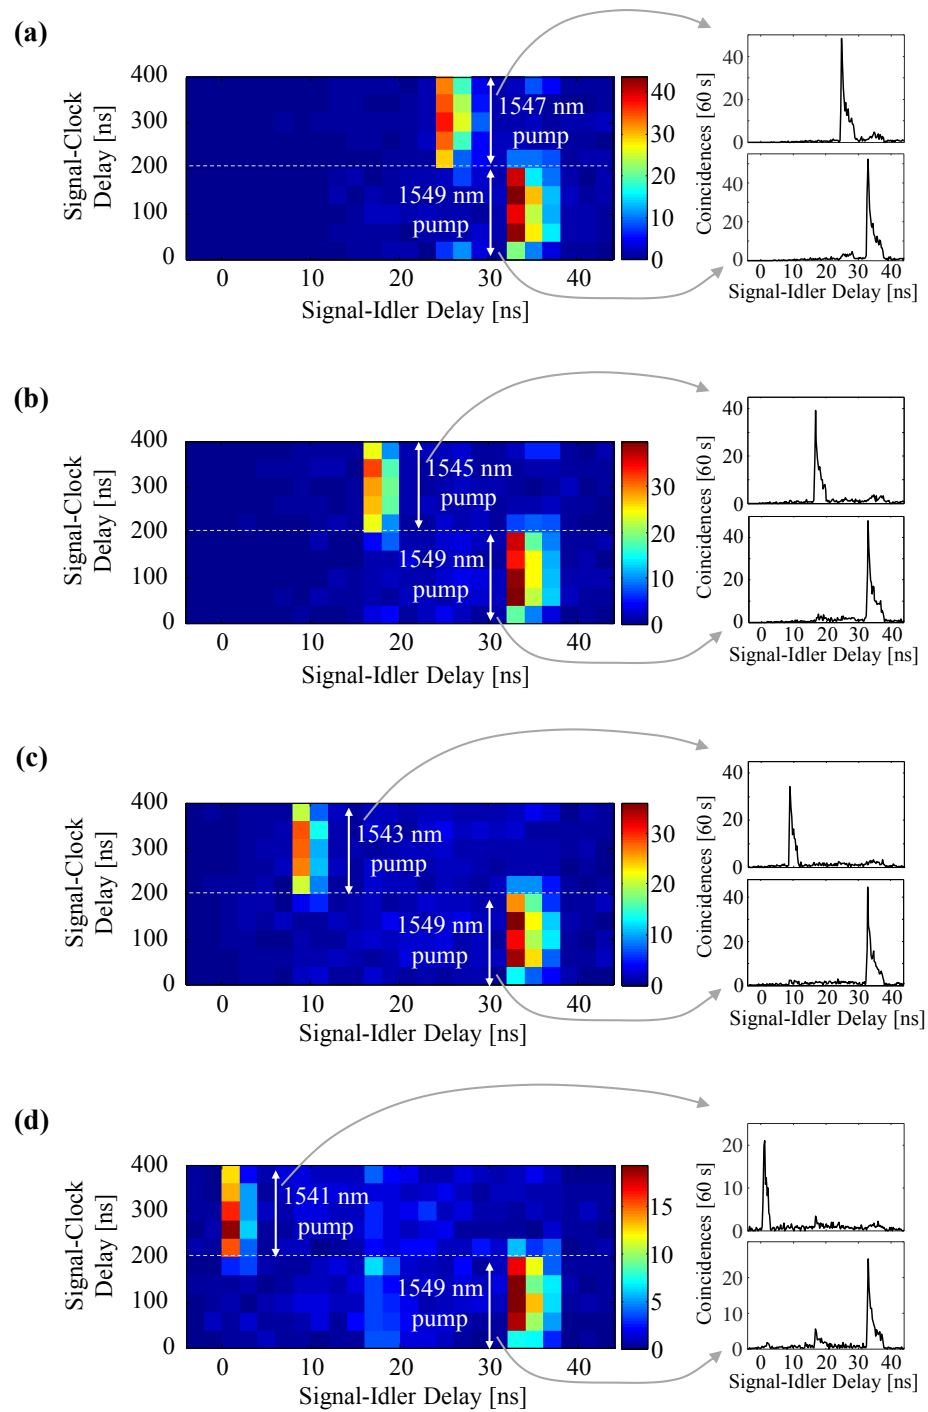 (a)
400
300
200
100
0
Signal-Clock
Delay [ns]
1547 nm
pump
1549 nm
pump
0
10
20
30
40
Signal-Idler Delay [ns]
40
30
20
10
0
Coincidences [60 s]
40
20
0
40
20
0
0 10 20 30 40
Signal-Idler Delay [ns]
(b)
400
300
200
100
0
Signal-Clock
Delay [ns]
1545 nm
pump
1549 nm
pump
0
10
20
30
40
Signal-Idler Delay [ns]
30
20
10
0
Coincidences [60 s]
40
20
0
40
20
0
0 10 20 30 40
Signal-Idler Delay [ns]
(c)
400
300
200
100
0
Signal-Clock
Delay [ns]
1543 nm
pump
1549 nm
pump
0
10
20
30
40
Signal-Idler Delay [ns]
30
20
10
0
Coincidences [60 s]
40
20
0
40
20
0
0 10 20 30 40
Signal-Idler Delay [ns]
(d)
400
300
200
100
0
Signal-Clock
Delay [ns]
1541 nm
pump
1549 nm
pump
0
10
20
30
40
Signal-Idler Delay [ns]
15
10
5
0
Coincidences [60 s]
20
10
0
20
10
0
0 10 20 30 40
Signal-Idler Delay [ns]